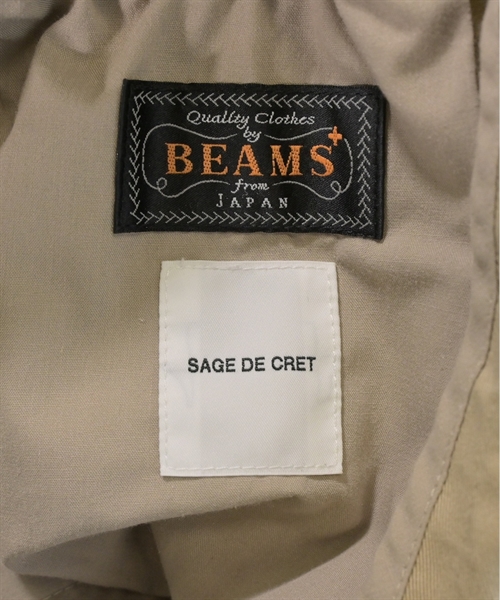 Quality Clothes
by
BEAMS+
from
JAPAN
SAGE DE CRET